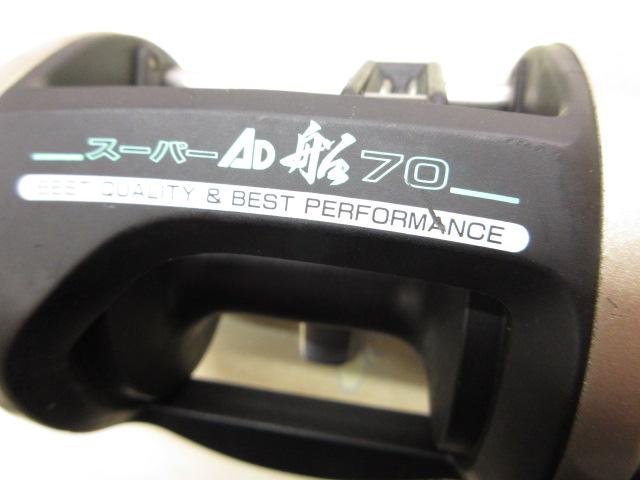 スーパーAD船70
BEST QUALITY & BEST PERFORMANCE